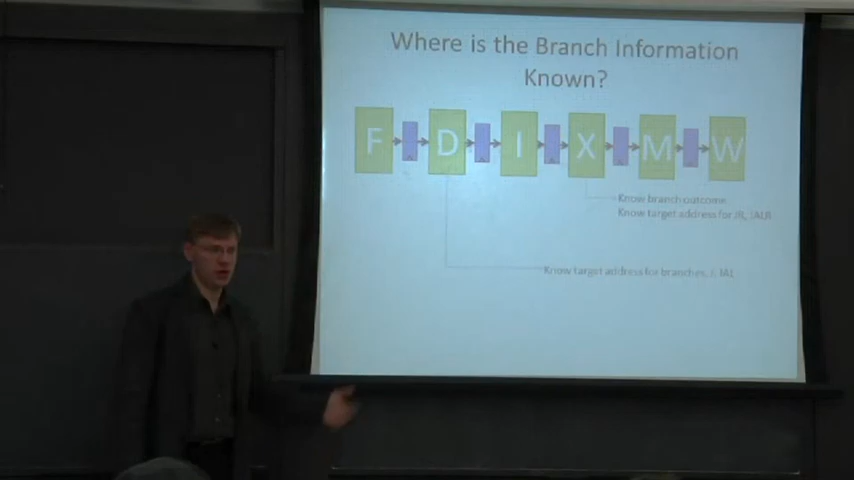 Where is the Branch Information
Known?
F D I X M W
Know branch outcome
Know target address for JR, JALR
Know target address for branches, J, JAL